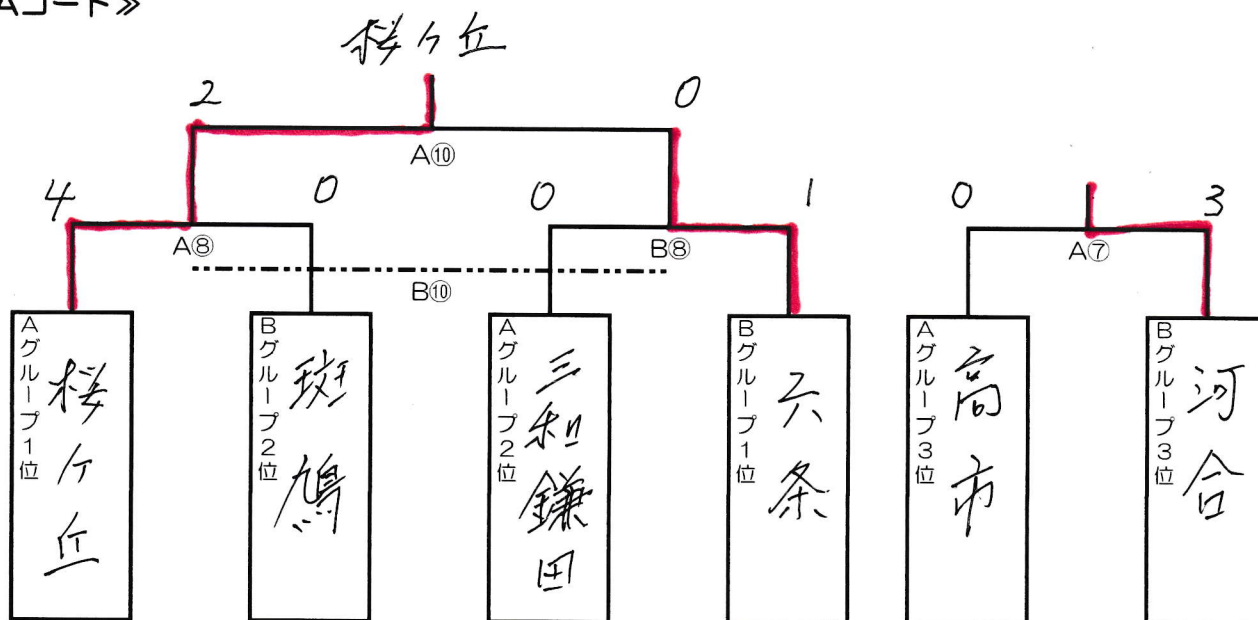 Aコート》
桜ケ丘
2 0
A⑩
4 0 0 1 0 3
A⑧ B⑧ A⑦
B⑩
Aグループ1位
桜ケ丘
Bグループ2位
斑鳩
Aグループ2位
三和鎌田
Bグループ1位
六条
Aグループ3位
高市
Bグループ3位
河合